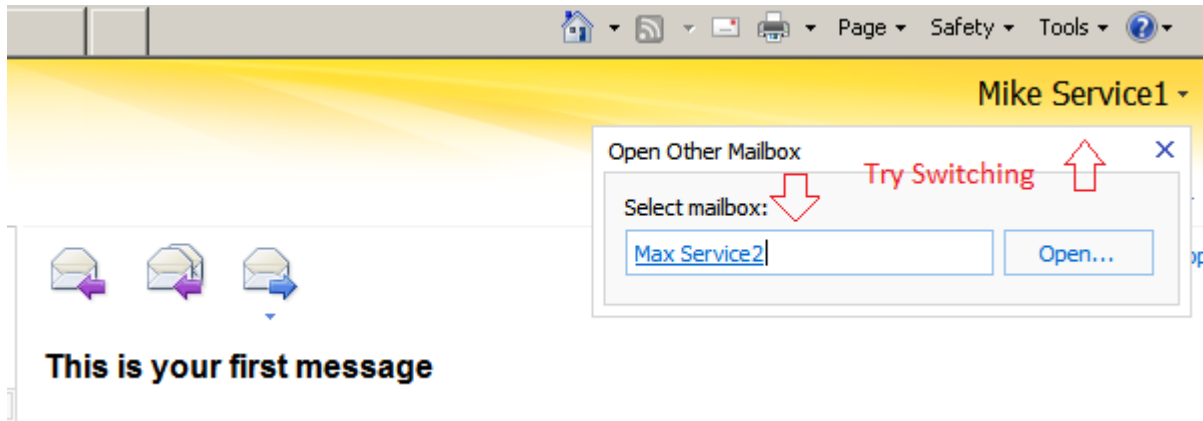 Page Safety Tools
Mike Service1
Open Other Mailbox
Try Switching
Select mailbox:
Max Service2
Open...
This is your first message